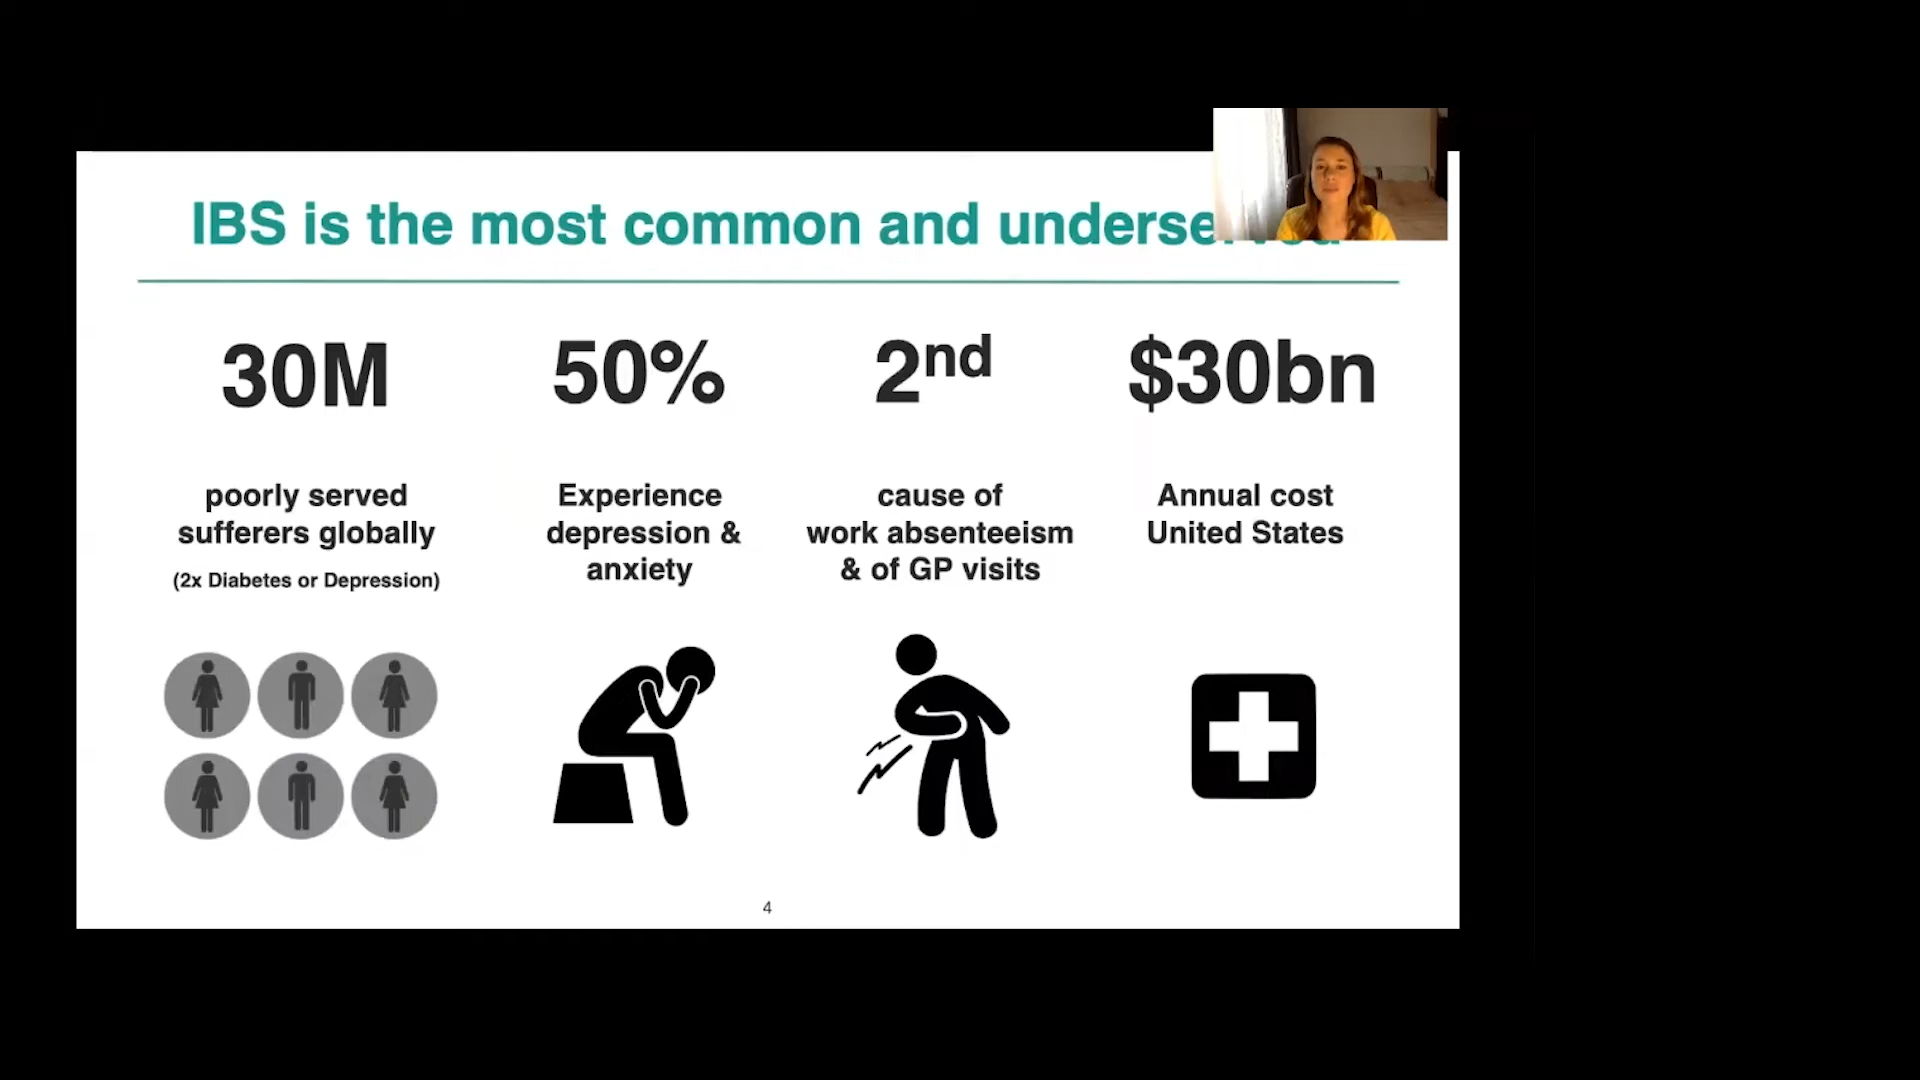 IBS is the most common and
30M
poorly served
sufferers globally
(2x Diabetes or Depression)
50%
Experience
depression &
anxiety
2nd
cause of
work absenteeism
& of GP visits
$30bn
Annual cost
United States
4